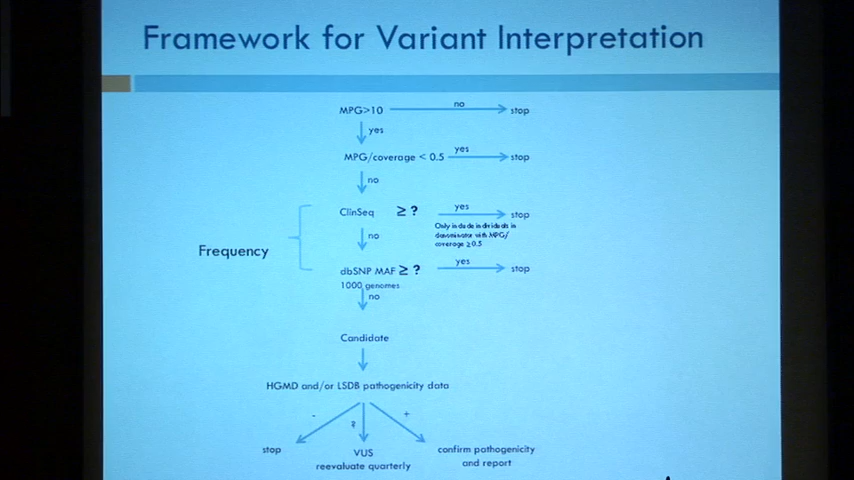 Framework for Variant Interpretation
MPG>10 no stop
yes
MPG/coverage < 0.5 yes stop
no
ClinSeq ≥ ? yes stop
Only include individuals in
denominator with MPG/
coverage ≥0.5
no
Frequency
dbSNP MAF ≥ ? yes stop
1000 genomes
no
Candidate
HGMD and/or LSDB pathogenicity data
- ? +
stop
VUS
reevaluate quarterly
confirm pathogenicity
and report